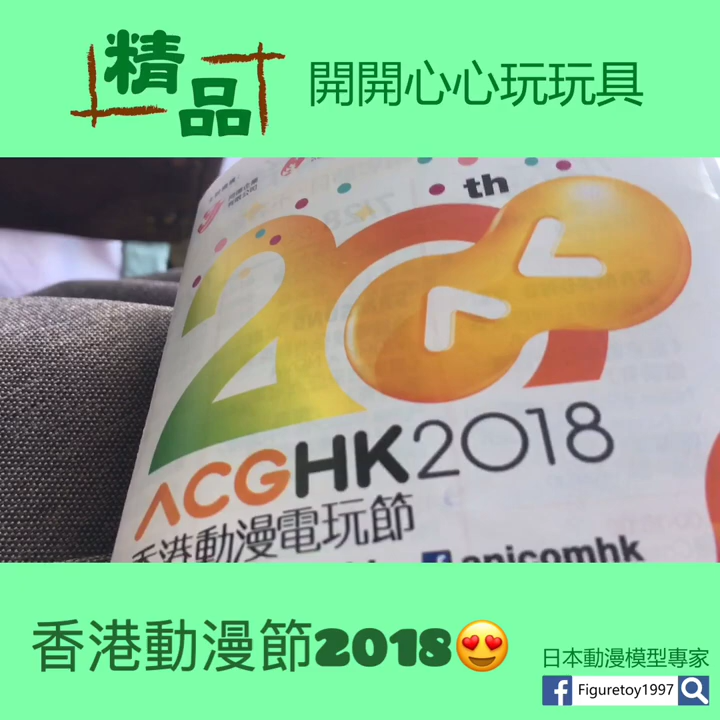 精品
開開心心玩玩具
20th
ACGHK2018
香港動漫電玩節
anicomhk
香港動漫節2018😍
日本動漫模型專家
Figuretoy1997